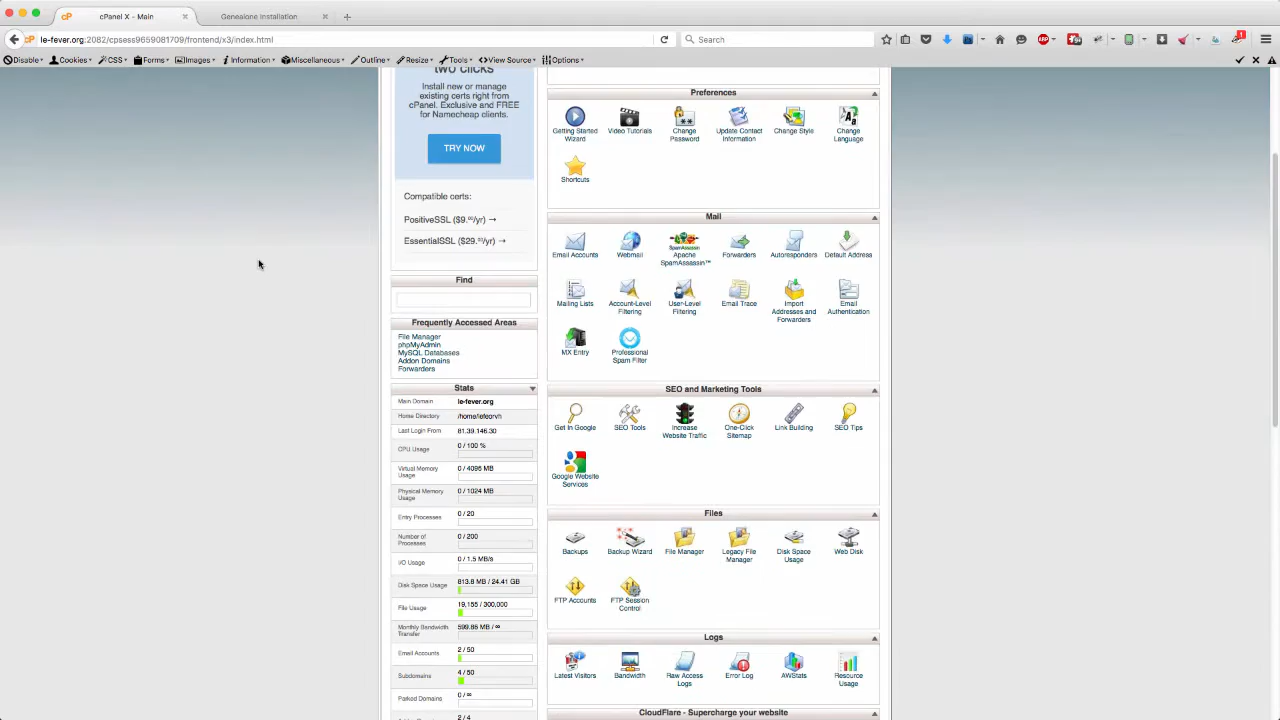 cPanel X - Main
Genealone Installation
le-fever.org:2082/cpsess9659081709/frontend/x3/index.html
Search
Disable
Cookies
CSS
Forms
Images
Information
Miscellaneous
Outline
Resize
Tools
View Source
Options
two clicks
Install new or manage
existing certs right from
cPanel. Exclusive and FREE
for Namecheap clients.
TRY NOW
Compatible certs:
PositiveSSL ($9.00/yr) →
EssentialSSL
Find
Frequently Accessed Areas
File Manager
phpMyAdmin
MySQL Databases
Addon Domains
Forwarders
Stats
Main Domain le-fever.org
Home Directory
Last Login From 81.39.146.30
CPU Usage 0 / 100 %
Virtual Memory
Usage
0 / 4096 MB
Physical Memory
Usage
0 / 1024 MB
Entry Processes 0 / 20
Number of
Processes
0 / 200
I/O Usage 0 / 1.5 MB/s
Disk Space Usage 813.8 MB / 24.41 GB
File Usage 19,155 / 300,000
Monthly Bandwidth
Transfer
599.86 MB / ∞
Email Accounts 2 / 50
Subdomains 4 / 50
Parked Domains 0 / ∞
2 / 4
Preferences
Getting Started
Wizard
Video Tutorials
Change
Password
Update Contact
Information
Change Style
Change
Language
Shortcuts
Mail
Email Accounts
Webmail
Apache
SpamAssassin™
Forwarders
Autoresponders
Default Address
Mailing Lists
Account-Level
Filtering
User-Level
Filtering
Email Trace
Import
Addresses and
Forwarders
Email
Authentication
MX Entry
Professional
Spam Filter
SEO and Marketing Tools
Get In Google
SEO Tools
Increase
Website Traffic
One-Click
Sitemap
Link Building
SEO Tips
Google Website
Services
Files
Backups
Backup Wizard
File Manager
Legacy File
Manager
Disk Space
Usage
Web Disk
FTP Accounts
FTP Session
Control
Logs
Latest Visitors
Bandwidth
Raw Access
Logs
Error Log
AWStats
Resource
Usage
CloudFlare - Supercharge your website